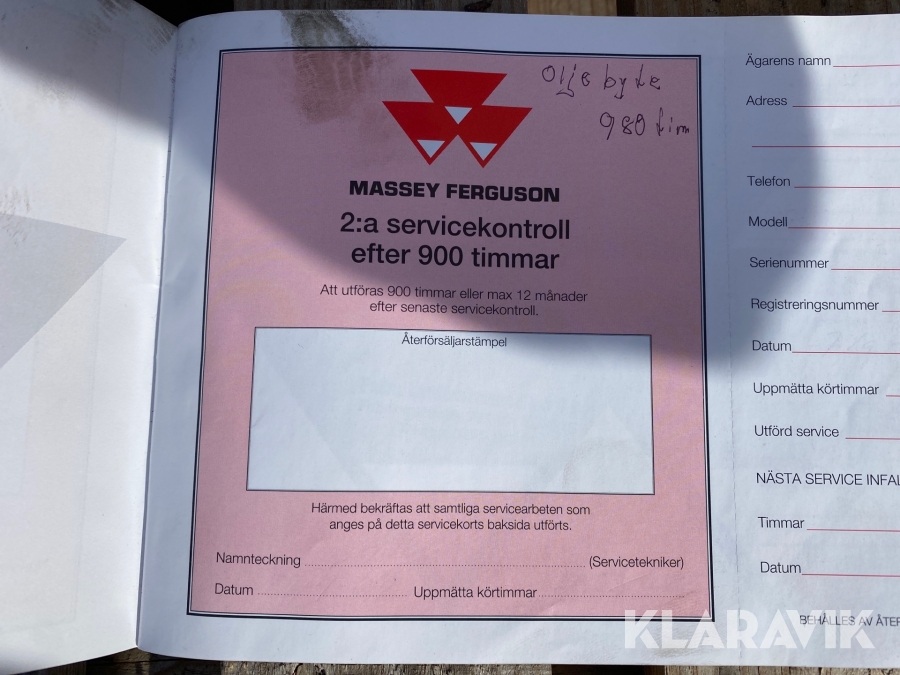 Olje byte
980 tim
MASSEY FERGUSON
2:a servicekontroll
efter 900 timmar
Att utföras 900 timmar eller max 12 månader
efter senaste servicekontroll.
Återförsäljarstämpel
Härmed bekräftas att samtliga servicearbeten som
anges på detta servicekorts baksida utförts.
Namnteckning (Servicetekniker)
Datum Uppmätta körtimmar
Ägarens namn
Adress
Telefon
Modell
Serienummer
Registreringsnummer
Datum
Uppmätta körtimmar
Utförd service
NÄSTA SERVICE INFAL
Timmar
Datum
BEHÅLLES AV ÅTER
KLARAVIK